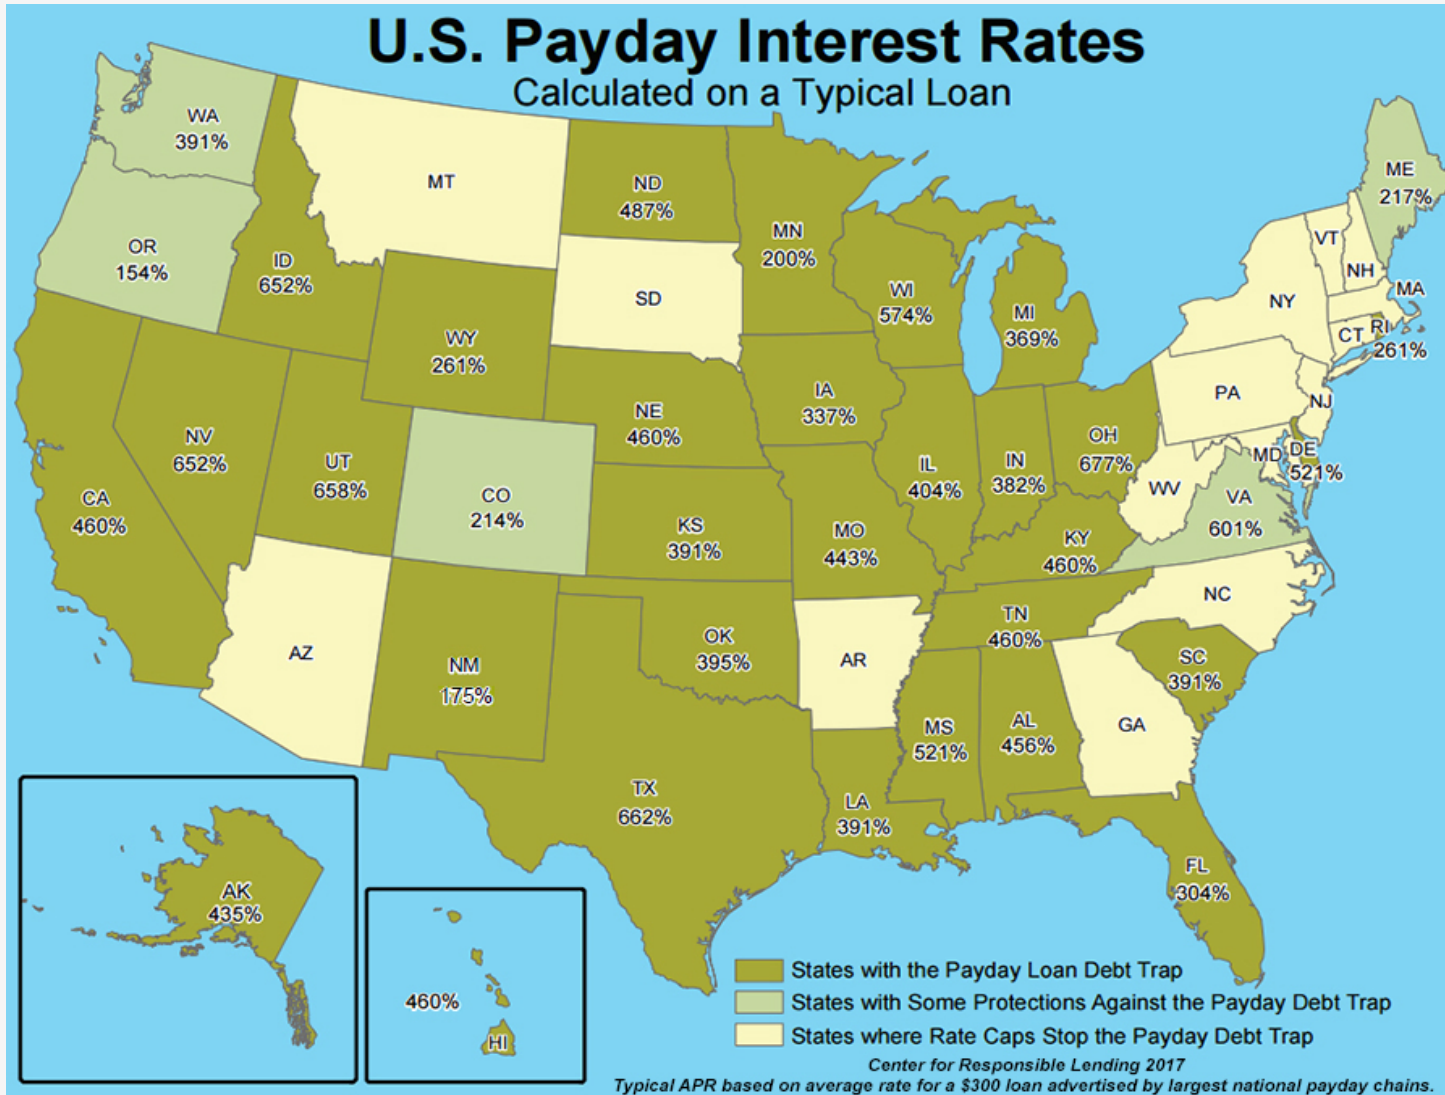 U.S. Payday Interest Rates
Calculated on a Typical Loan
WA
391%
MT
ND
487%
MN
200%
ME
217%
OR
154%
ID
652%
SD
WI
574%
MI
369%
VT
NH
NY
MA
WY
261%
CT
RI
261%
IA
337%
PA
NJ
NV
652%
UT
658%
NE
460%
IL
404%
IN
382%
OH
677%
MD
DE
521%
CA
460%
CO
214%
KS
391%
MO
443%
KY
460%
WV
VA
601%
NC
TN
460%
AZ
NM
175%
OK
395%
AR
SC
391%
MS
521%
AL
456%
GA
TX
662%
LA
391%
FL
304%
AK
435%
460%
HI
States with the Payday Loan Debt Trap
States with Some Protections Against the Payday Debt Trap
States where Rate Caps Stop the Payday Debt Trap
Center for Responsible Lending 2017
Typical APR based on average rate for a $300 loan advertised by largest national payday chains.